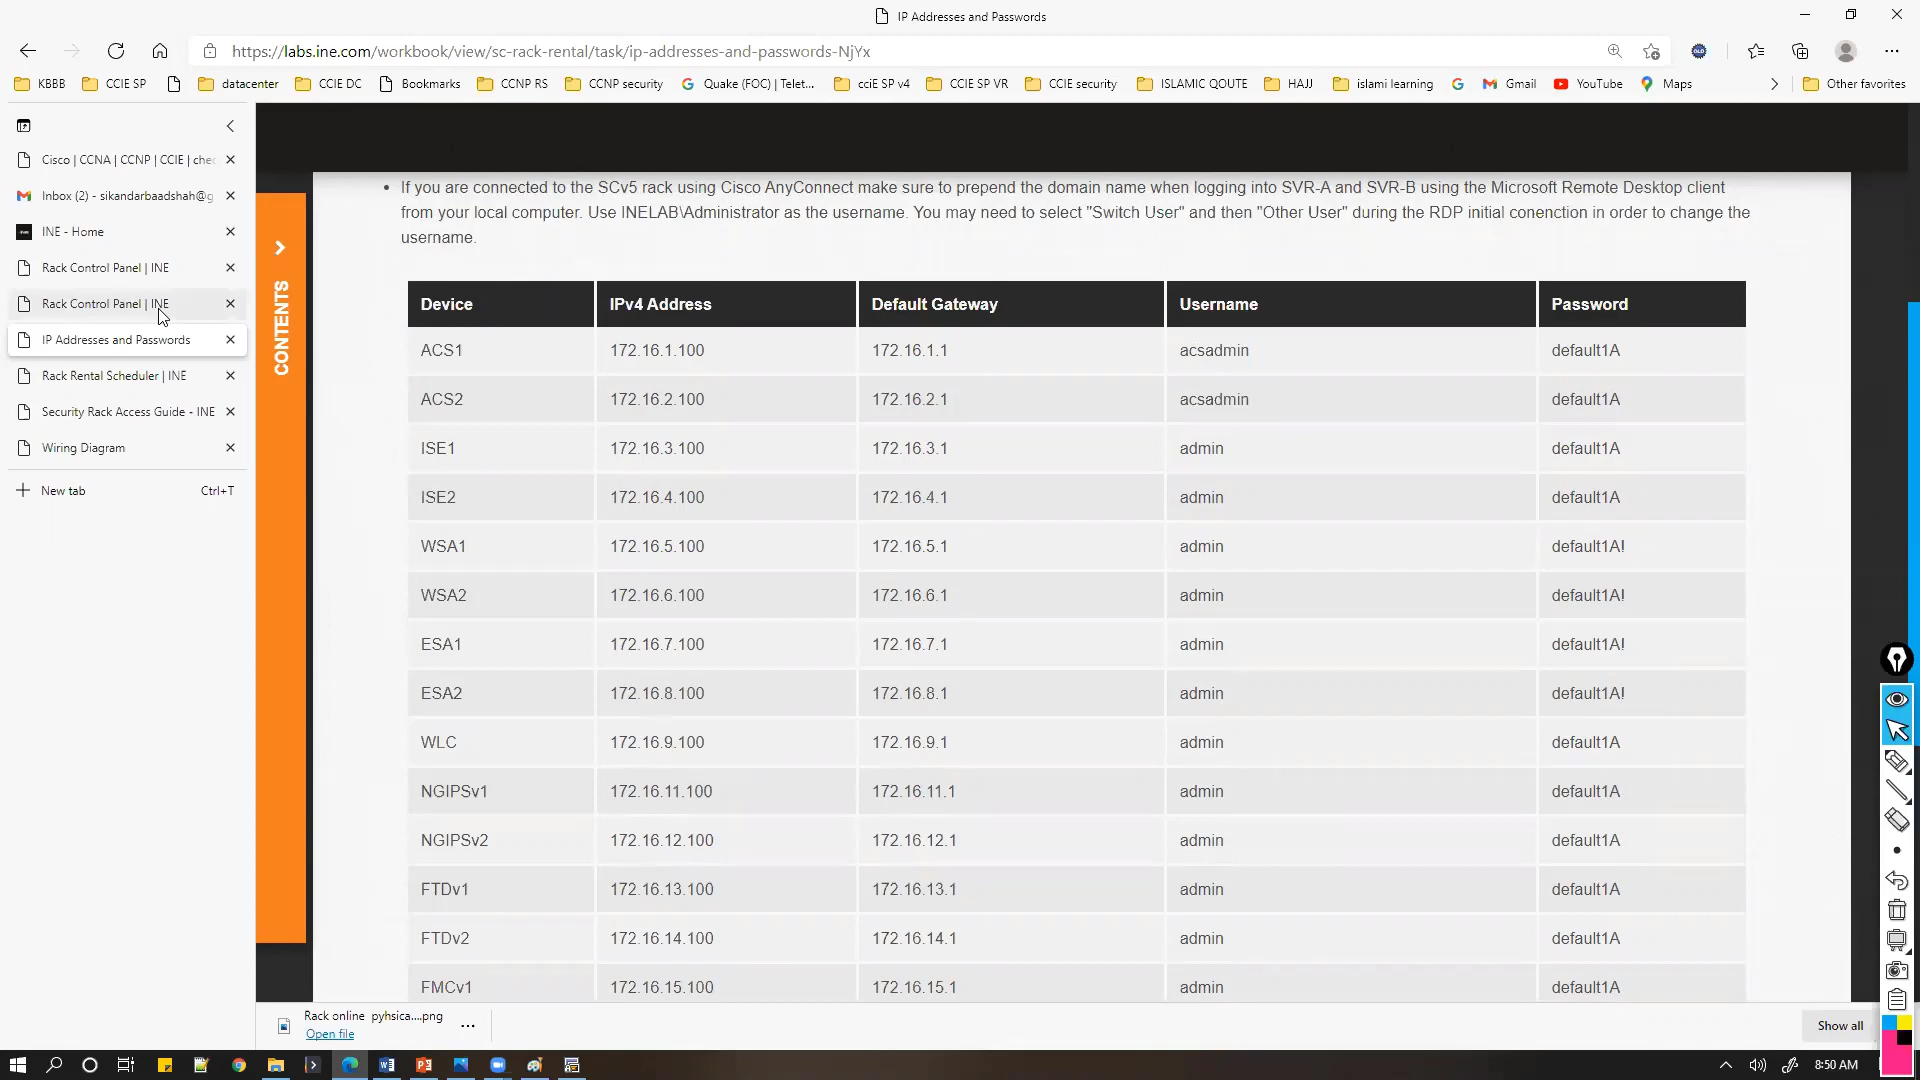 IP Addresses and Passwords
https://labs.ine.com/workbook/view/sc-rack-rental/task/ip-addresses-and-passwords-NjYx
KBBB CCIE SP datacenter CCIE DC Bookmarks CCNP RS CCNP security Quake (FOC) | Telet... cciE SP v4 CCIE SP VR CCIE security ISLAMIC QOUTE HAJJ islami learning Gmail YouTube Maps Other favorites
Cisco | CCNA | CCNP | CCIE | chec
Inbox (2) - sikandarbaadshah@g
INE - Home
Rack Control Panel | INE
Rack Control Panel | INE
IP Addresses and Passwords
Rack Rental Scheduler | INE
Security Rack Access Guide - INE
Wiring Diagram
New tab Ctrl+T
CONTENTS
• If you are connected to the SCv5 rack using Cisco AnyConnect make sure to prepend the domain name when logging into SVR-A and SVR-B using the Microsoft Remote Desktop client
from your local computer. Use INELAB\Administrator as the username. You may need to select "Switch User" and then "Other User" during the RDP initial conenction in order to change the
username.
Device IPv4 Address Default Gateway Username Password
ACS1 172.16.1.100 172.16.1.1 acsadmin default1A
ACS2 172.16.2.100 172.16.2.1 acsadmin default1A
ISE1 172.16.3.100 172.16.3.1 admin default1A
ISE2 172.16.4.100 172.16.4.1 admin default1A
WSA1 172.16.5.100 172.16.5.1 admin default1A!
WSA2 172.16.6.100 172.16.6.1 admin default1A!
ESA1 172.16.7.100 172.16.7.1 admin default1A!
ESA2 172.16.8.100 172.16.8.1 admin default1A!
WLC 172.16.9.100 172.16.9.1 admin default1A
NGIPSv1 172.16.11.100 172.16.11.1 admin default1A
NGIPSv2 172.16.12.100 172.16.12.1 admin default1A
FTDv1 172.16.13.100 172.16.13.1 admin default1A
FTDv2 172.16.14.100 172.16.14.1 admin default1A
FMCv1 172.16.15.100 172.16.15.1 admin default1A
Rack online pyhsica....png
Open file
Show all
8:50 AM